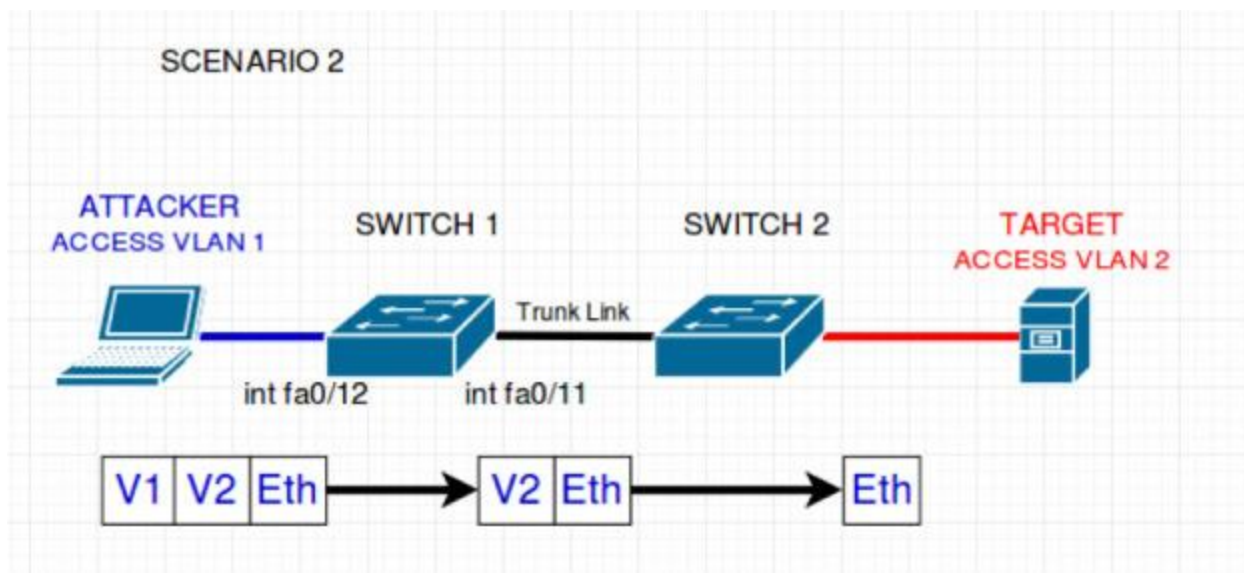 SCENARIO 2
ATTACKER
ACCESS VLAN 1
SWITCH 1
SWITCH 2
TARGET
ACCESS VLAN 2
Trunk Link
int fa0/12
int fa0/11
V1 V2 Eth
V2 Eth
Eth